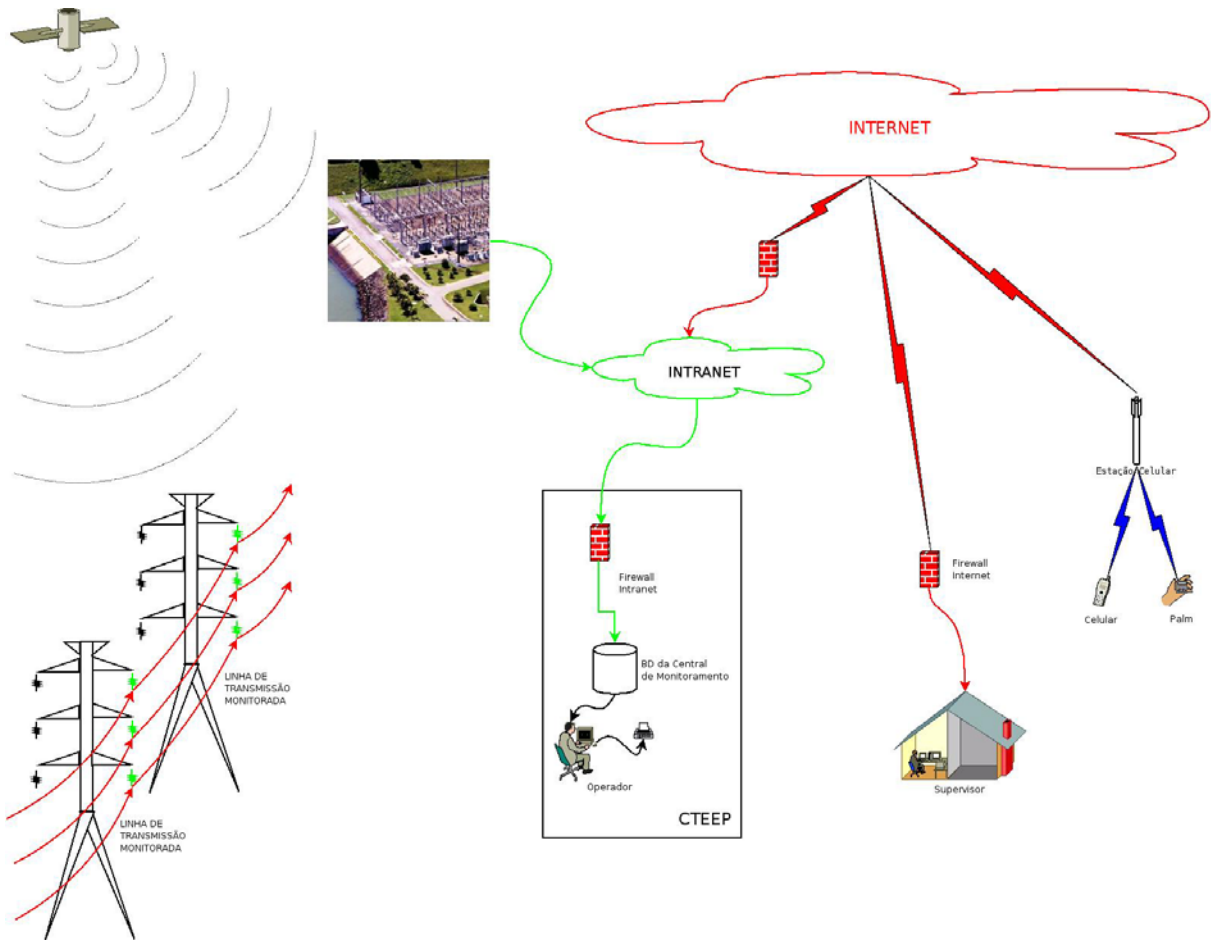 INTERNET
INTRANET
Estação Celular
Firewall
Intranet
Firewall
Internet
Celular
Palm
BD da Central
de Monitoramento
LINHA DE
TRANSMISSÃO
MONITORADA
Operador
Supervisor
CTEEP
LINHA DE
TRANSMISSÃO
MONITORADA